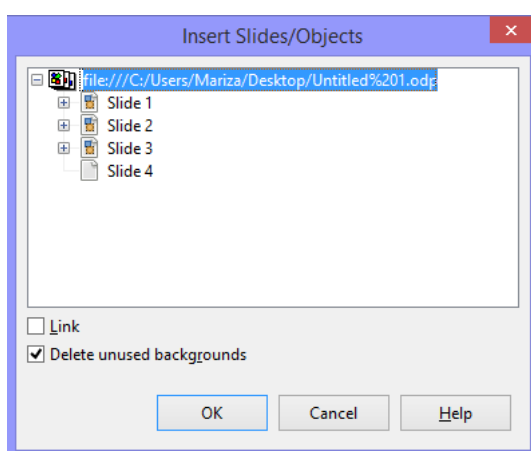 Insert Slides/Objects
file:///C:/Users/Mariza/Desktop/Untitled%201.odp
Slide 1
Slide 2
Slide 3
Slide 4
Link
Delete unused backgrounds
OK Cancel Help